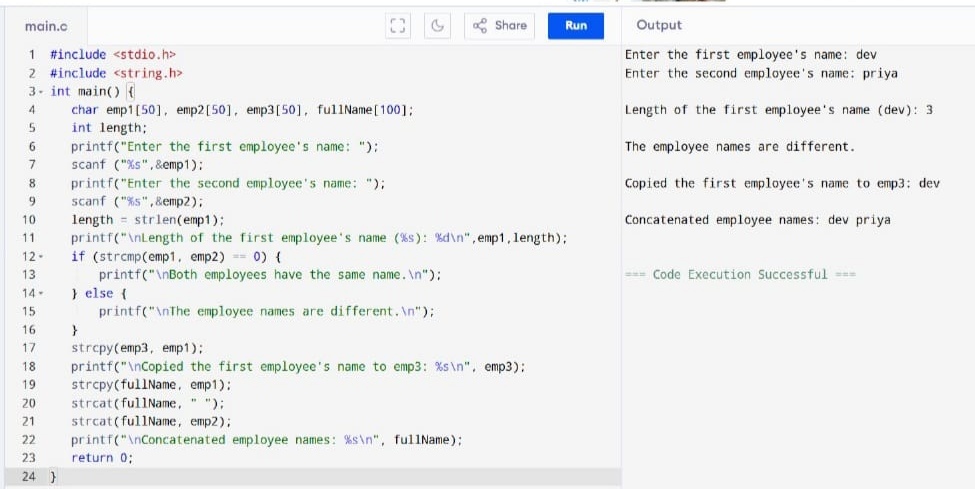 main.c
Share
Run
Output
1 #include <stdio.h>
2 #include <string.h>
3 int main() {
4 char emp1[50], emp2[50], emp3[50], fullName[100];
5 int length;
6 printf("Enter the first employee's name: ");
7 scanf ("%s",&emp1);
8 printf("Enter the second employee's name: ");
9 scanf ("%s",&emp2);
10 length = strlen(emp1);
11 printf("\nLength of the first employee's name (%s): %d\n",emp1,length);
12 if (strcmp(emp1, emp2) == 0) {
13 printf("\nBoth employees have the same name.\n");
14 } else {
15 printf("\nThe employee names are different.\n");
16 }
17 strcpy(emp3, emp1);
18 printf("\nCopied the first employee's name to emp3: %s\n", emp3);
19 strcpy(fullName, emp1);
20 strcat(fullName, " ");
21 strcat(fullName, emp2);
22 printf("\nConcatenated employee names: %s\n", fullName);
23 return 0;
24 }
Enter the first employee's name: dev
Enter the second employee's name: priya
Length of the first employee's name (dev): 3
The employee names are different.
Copied the first employee's name to emp3: dev
Concatenated employee names: dev priya
=== Code Execution Successful ===